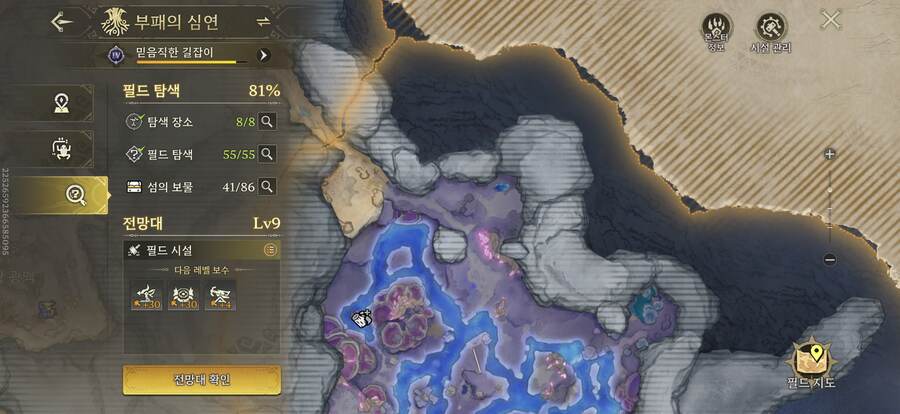 부패의 심연
IV
믿음직한 길잡이
필드 탐색 81%
탐색 장소 8/8
필드 탐색 55/55
섬의 보물 41/86
전망대 Lv9
필드 시설
다음 레벨 보수
+30 +30 +4
전망대 확인
몬스터
정보
시설 관리
필드 지도